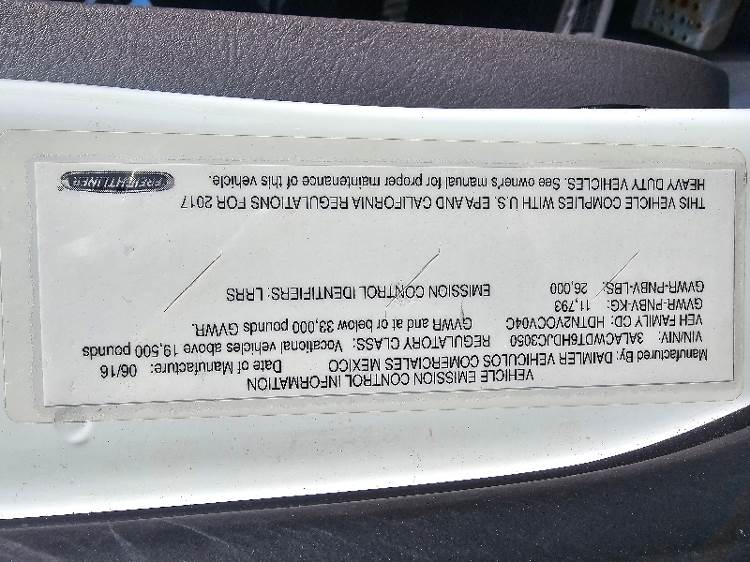 VEHICLE EMISSION CONTROL INFORMATION
Manufactured By: DAIMLER VEHICULOS COMERCIALES MEXICO
Date of Manufacture: 06/16
VIN/NIV: 3ALACWDT6HDJC3050
REGULATORY CLASS: Vocational vehicles above 19,500 pounds
GVWR and at or below 33,000 pounds GVWR.
VEH FAMILY CD: HDTN2VOCV04C
GVWR-PNBV-KG: 11,793
GVWR-PNBV-LBS: 26,000
EMISSION CONTROL IDENTIFIERS: LRRS
THIS VEHICLE COMPLIES WITH U.S. EPA AND CALIFORNIA REGULATIONS FOR 2017
HEAVY DUTY VEHICLES. See owner's manual for proper maintenance of this vehicle.
FREIGHTLINER